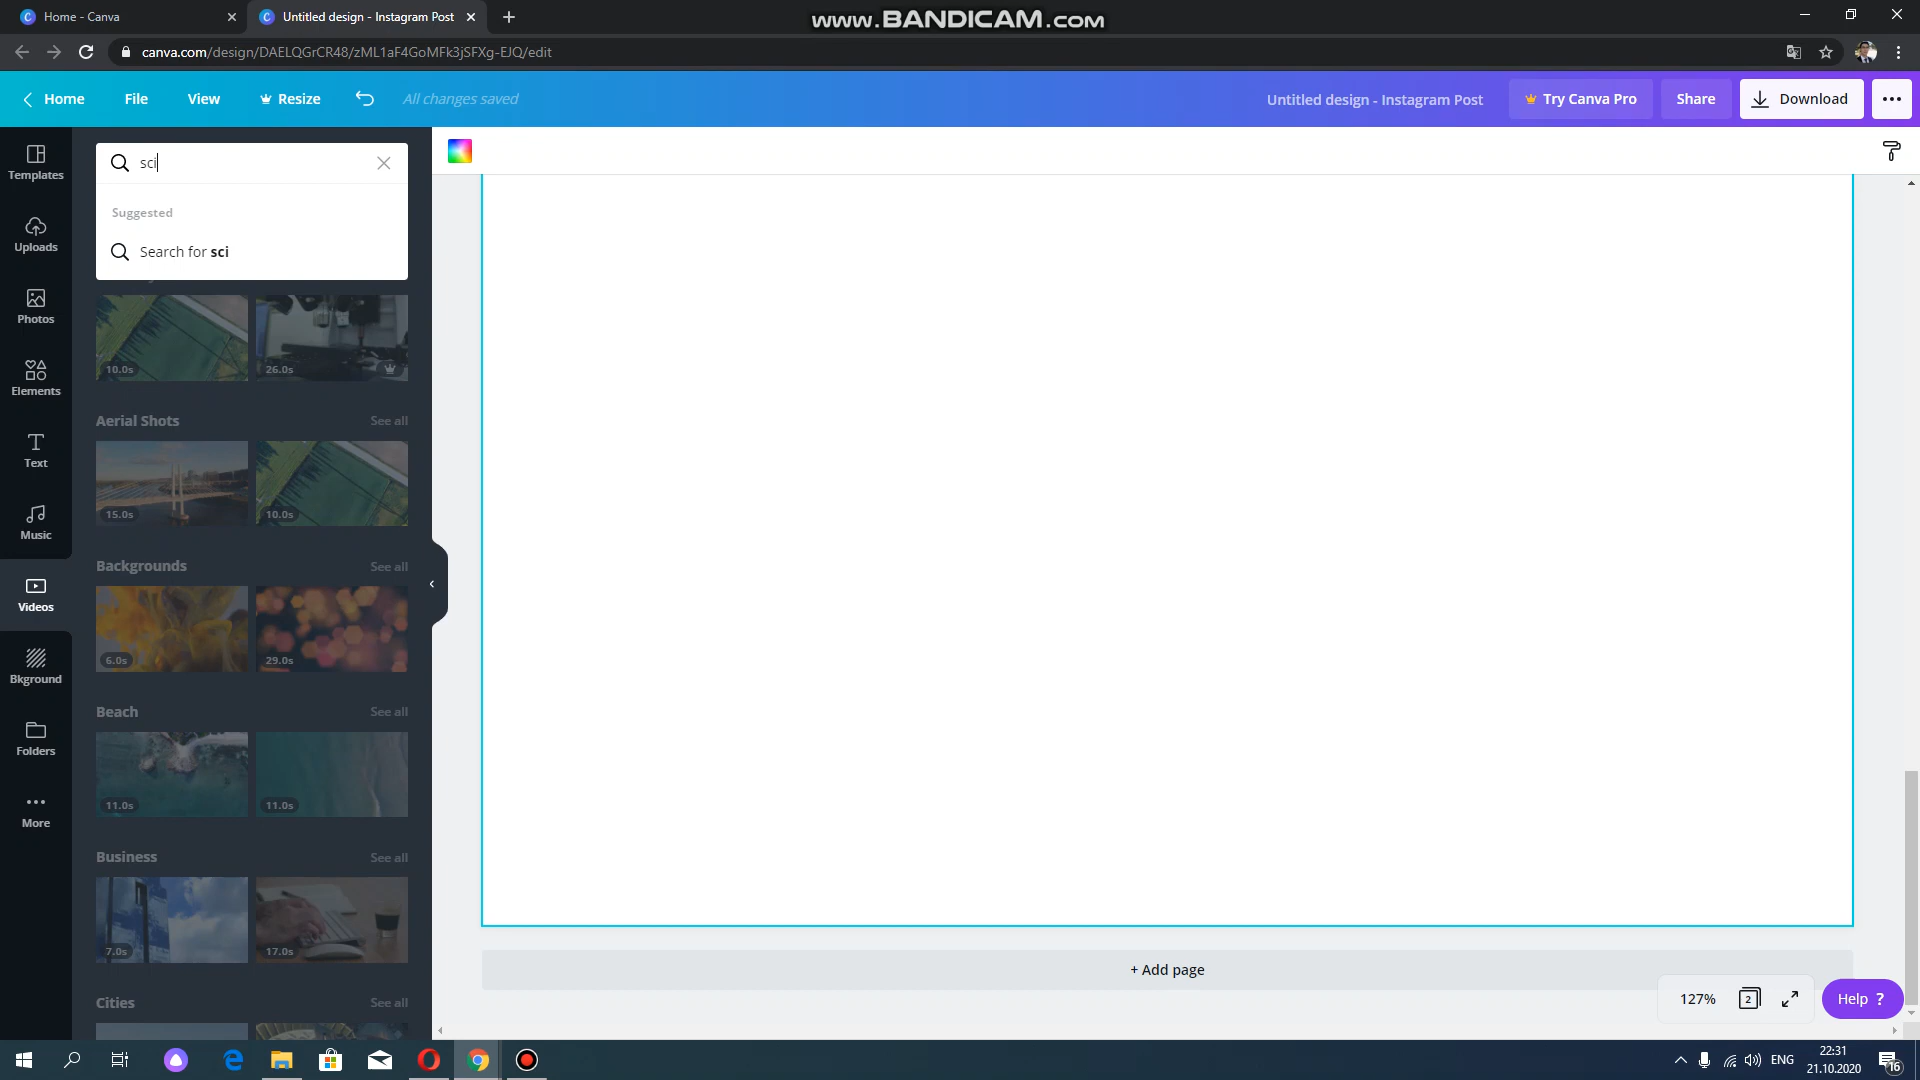 Home - Canva
Untitled design - Instagram Post
www.BANDICAM.com
canva.com/design/DAELQGrCR48/zML1aF4GoMFk3jSFXg-EJQ/edit
Home
File
View
Resize
All changes saved
Untitled design - Instagram Post
Try Canva Pro
Share
Download
Templates
Uploads
Photos
Elements
Text
Music
Videos
Bkground
Folders
More
sci
Suggested
Search for sci
10.0s
26.0s
Aerial Shots
See all
15.0s
10.0s
Backgrounds
See all
6.0s
29.0s
Beach
See all
11.0s
11.0s
Business
See all
7.0s
17.0s
Cities
See all
+ Add page
127%
2
Help ?
ENG
22:31
21.10.2020
16